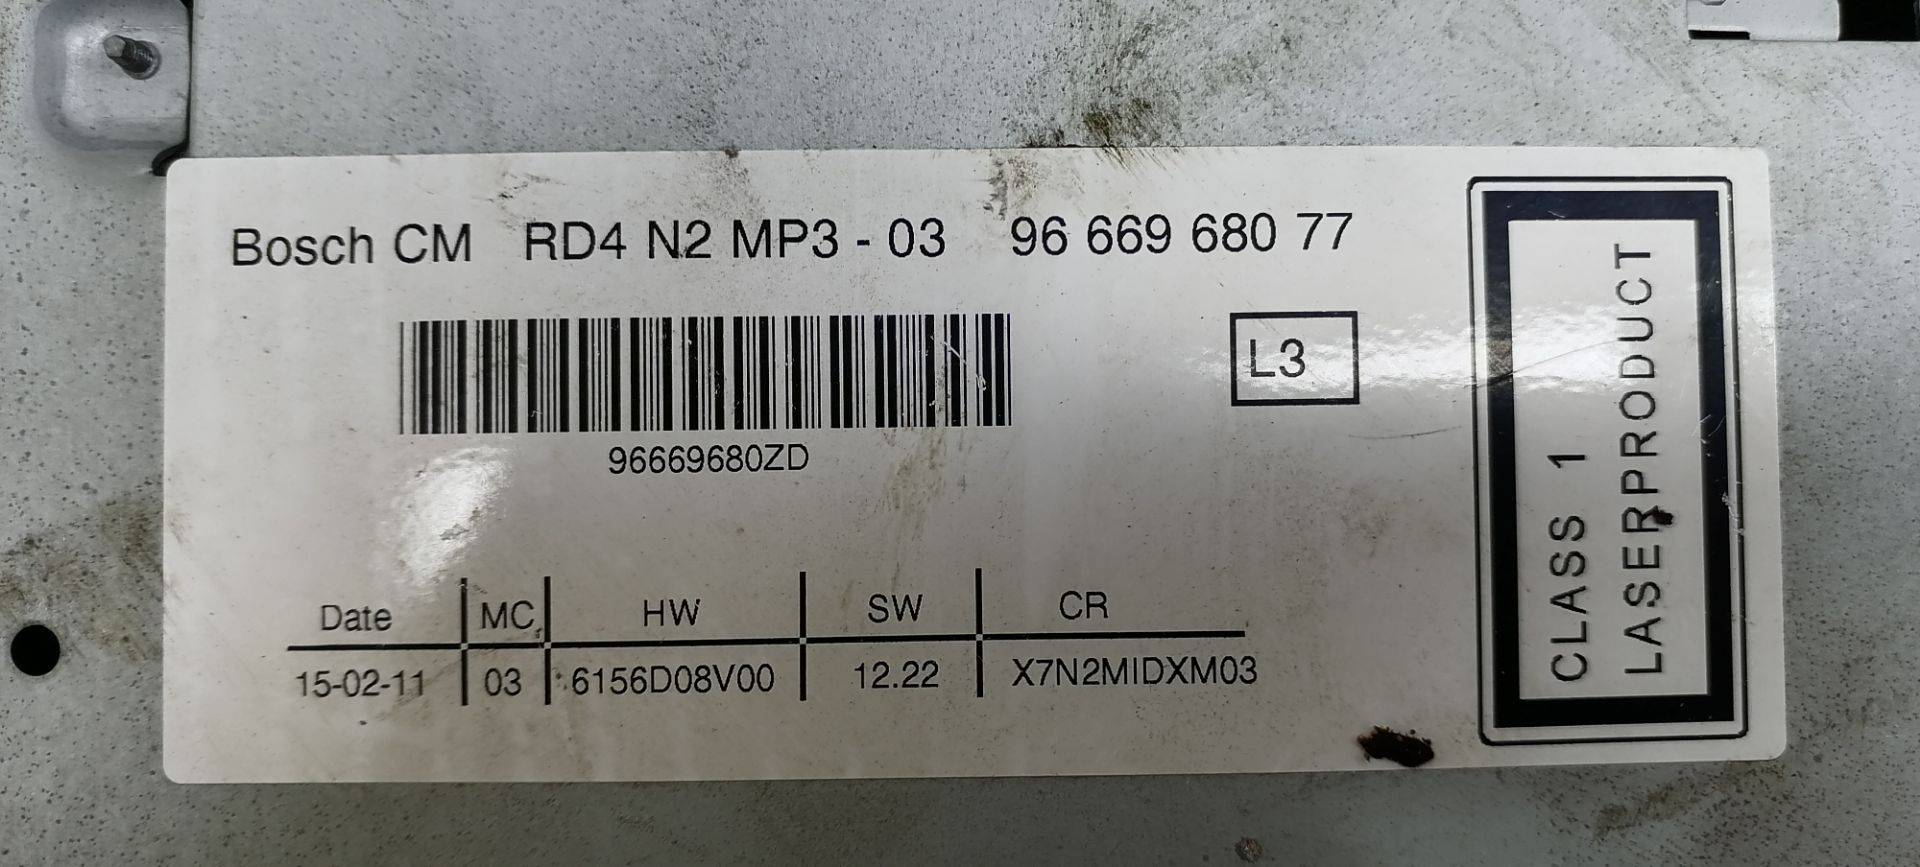 Bosch CM RD4 N2 MP3 - 03 96 669 680 77
L3
96669680ZD
Date MC HW SW CR
15-02-11 03 6156D08V00 12.22 X7N2MIDXM03
CLASS 1
LASERPRODUCT